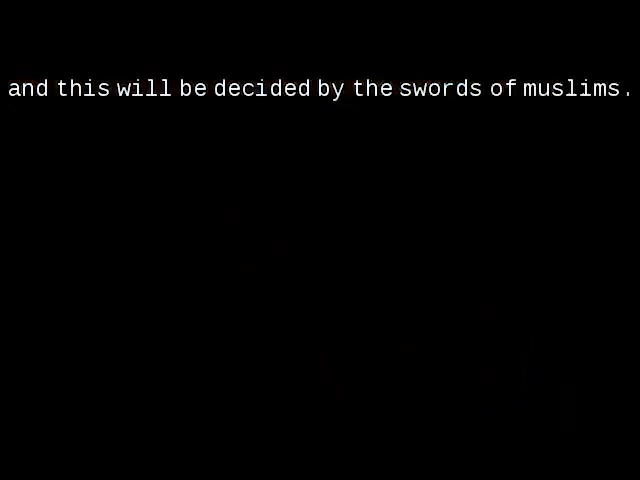 and this will be decided by the swords of muslims.